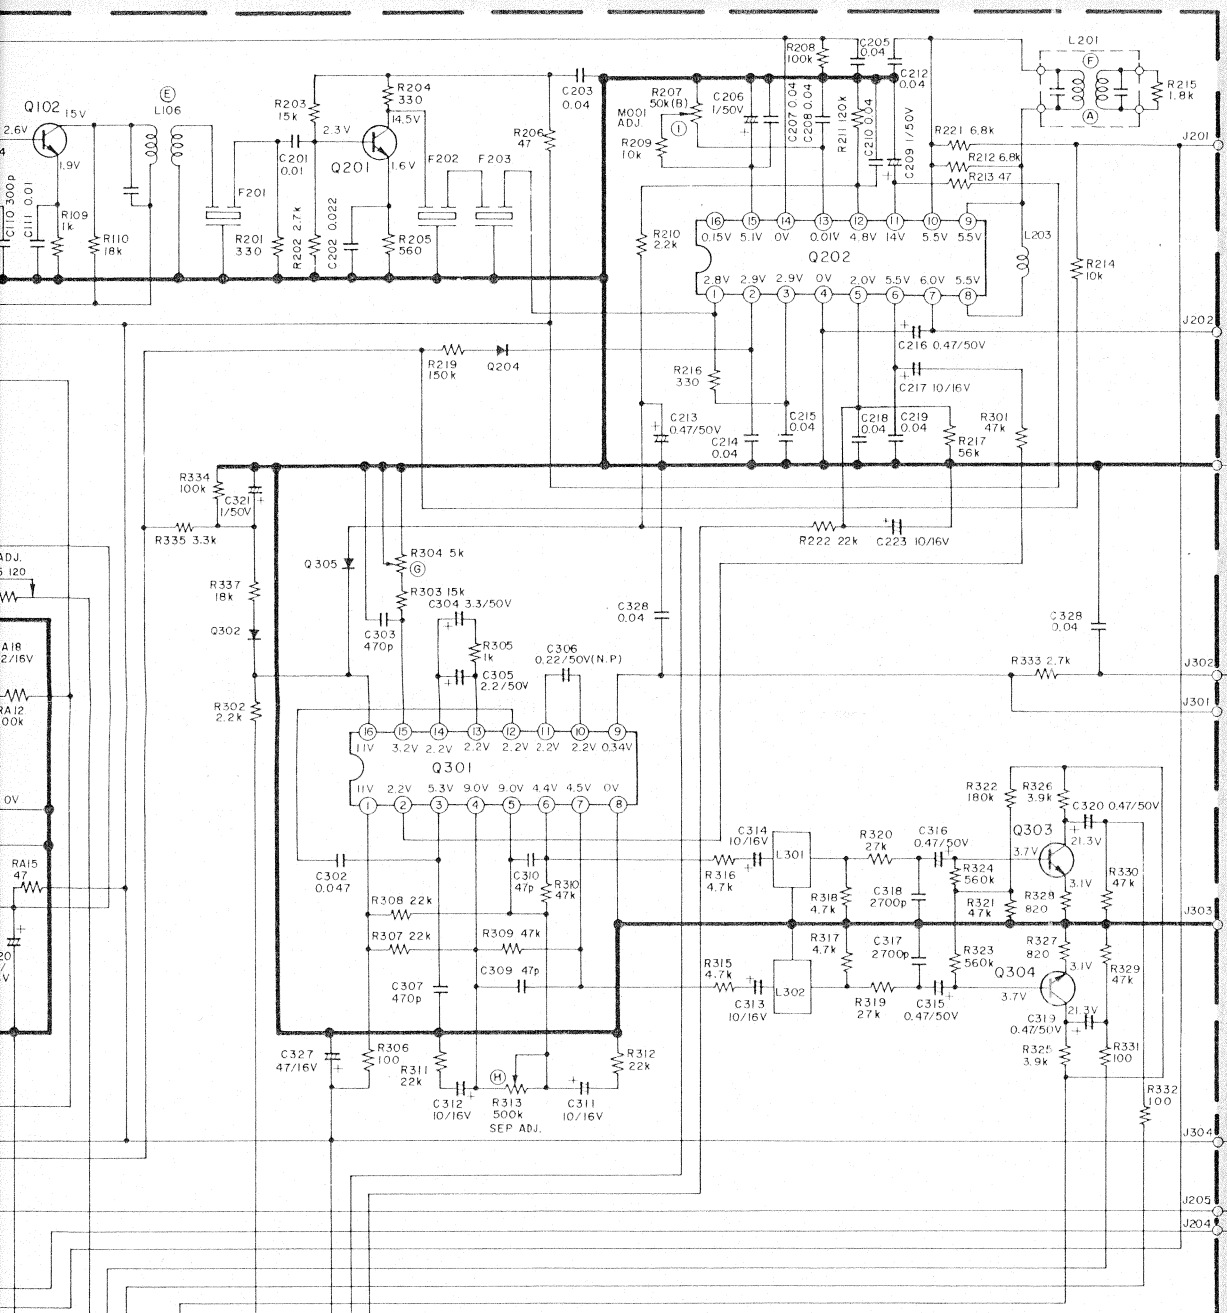 Q102
15V
2.6V
1.9V
C110 300p
C111 0.01
R109
1k
R110
18k
E
L106
F201
R201
330
R203
15k
C201
0.01
R202 2.7k
C202 0.022
2.3V
Q201
R204
330
14.5V
1.6V
R205
560
F202
F203
R206
47
C203
0.04
R207
50k(B)
M001
ADJ.
I
R209
10k
C206
1/50V
C207 0.04
R208
100k
C208 0.04
R211 120k
C205
0.04
C210 0.04
C212
0.04
C209 1/50V
R221 6.8k
R212 6.8k
R213 47
L201
F
A
R215
1.8k
J201
R210
2.2k
16 15 14 13 12 11 10 9
0.15V 5.1V 0V 0.01V 4.8V 14V 5.5V 5.5V
Q202
2.8V 2.9V 2.9V 0V 2.0V 5.5V 6.0V 5.5V
1 2 3 4 5 6 7 8
L203
R214
10k
J202
C216 0.47/50V
C217 10/16V
R219
150k
Q204
R216
330
C213
0.47/50V
C214
0.04
C215
0.04
C218
0.04
C219
0.04
R217
56k
R301
47k
R334
100k
C321
1/50V
R335 3.3k
R222 22k
C223 10/16V
ADJ.
120
R337
18k
Q302
R302
2.2k
Q305
R304 5k
G
R303 15k
C303
470p
C304 3.3/50V
R305
1k
C305
2.2/50V
C306
0.22/50V(N.P)
C328
0.04
C328
0.04
R333 2.7k
J302
J301
A18
2/16V
RA12
00k
0V
RA15
47
20
16 15 14 13 12 11 10 9
11V 3.2V 2.2V 2.2V 2.2V 2.2V 2.2V 0.34V
Q301
11V 2.2V 5.3V 9.0V 9.0V 4.4V 4.5V 0V
1 2 3 4 5 6 7 8
C302
0.047
R308 22k
R307 22k
C310
47p
R310
47k
R309 47k
C309 47p
C307
470p
C314
10/16V
L301
R316
4.7k
R320
27k
C316
0.47/50V
R318
4.7k
C318
2700p
R324
560k
R321
47k
R322
180k
R326
3.9k
C320 0.47/50V
Q303
3.7V
21.3V
3.1V
R328
820
R330
47k
J303
R317
4.7k
C317
2700p
R323
560k
R327
820
R329
47k
R315
4.7k
L302
C313
10/16V
R319
27k
C315
0.47/50V
Q304
3.7V
3.1V
21.3V
C319
0.47/50V
R325
3.9k
R331
100
R332
100
C327
47/16V
R306
100
R311
22k
C312
10/16V
H
R313
500k
SEP ADJ.
C311
10/16V
R312
22k
J304
J205
J204